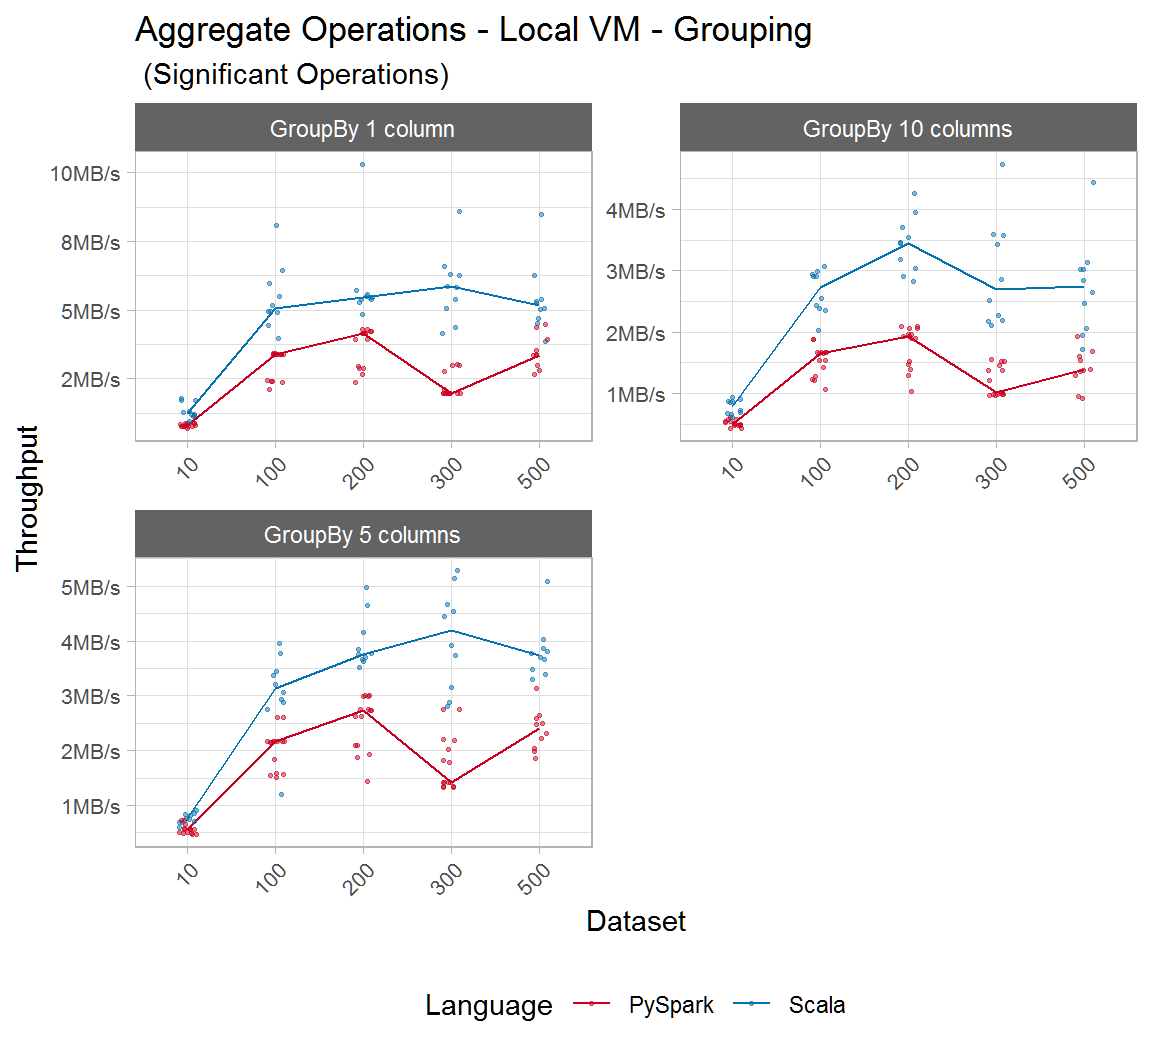 Aggregate Operations - Local VM - Grouping
(Significant Operations)
GroupBy 1 column
GroupBy 10 columns
10MB/s
8MB/s
5MB/s
2MB/s
4MB/s
3MB/s
2MB/s
1MB/s
10 100 200 300 500
10 100 200 300 500
Throughput
GroupBy 5 columns
5MB/s
4MB/s
3MB/s
2MB/s
1MB/s
10 100 200 300 500
Dataset
Language PySpark Scala